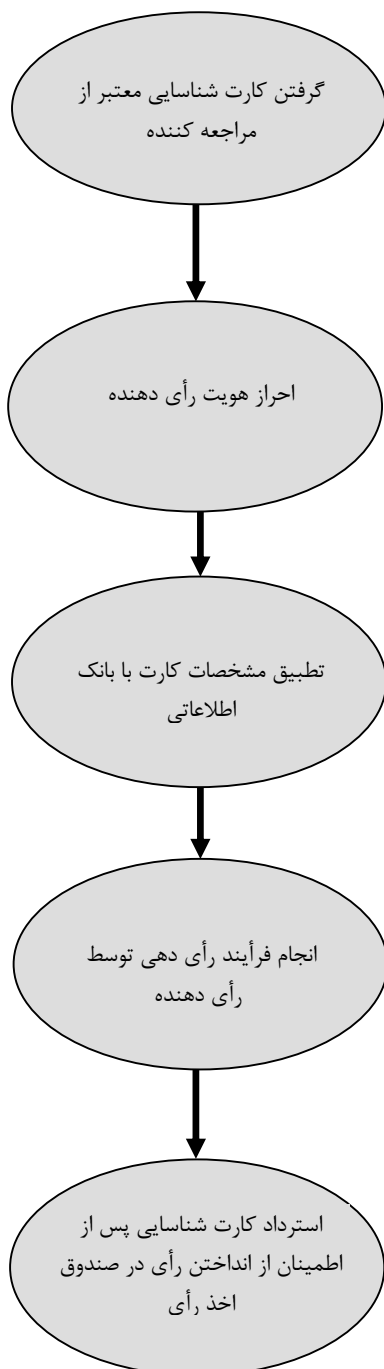 گرفتن کارت شناسایی معتبر از
مراجعه کننده
احراز هویت رأی دهنده
تطبیق مشخصات کارت با بانک
اطلاعاتی
انجام فرآیند رأی دهی توسط
رأی دهنده
استرداد کارت شناسایی پس از
اطمینان از انداختن رأی در صندوق
اخذ رأی